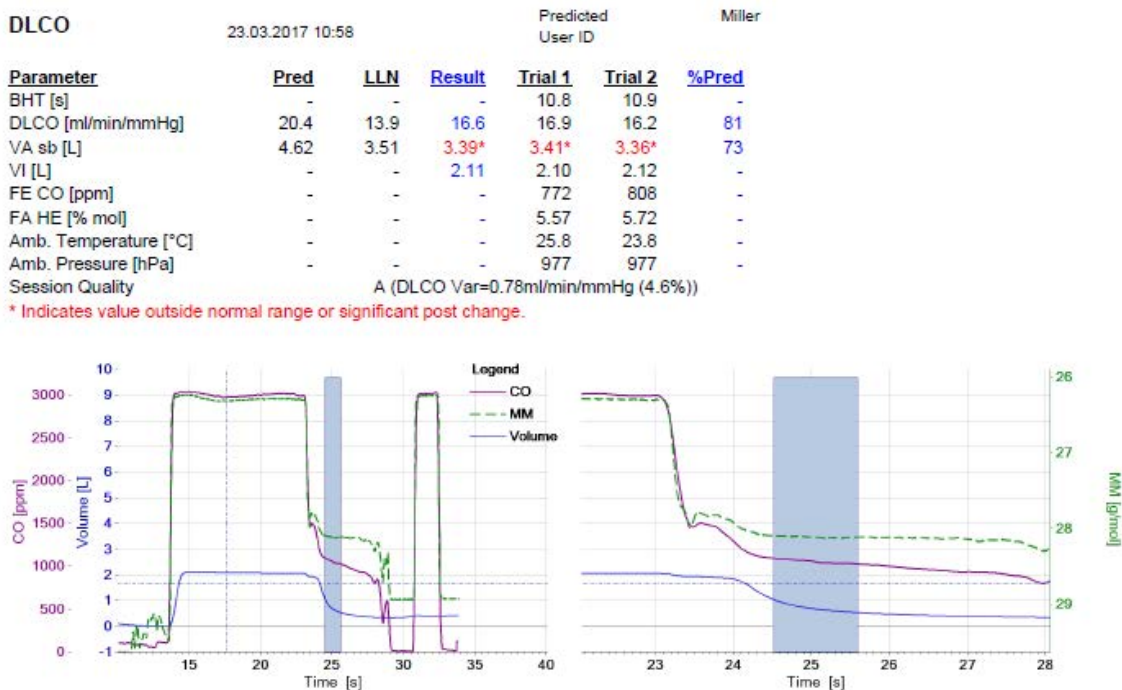 DLCO 23.03.2017 10:58 Predicted Miller
User ID
Parameter Pred LLN Result Trial 1 Trial 2 %Pred
BHT [s] - - - 10.8 10.9 -
DLCO [ml/min/mmHg] 20.4 13.9 16.6 16.9 16.2 81
VA sb [L] 4.62 3.51 3.39* 3.41* 3.36* 73
VI [L] - - 2.11 2.10 2.12 -
FE CO [ppm] - - - 772 808 -
FA HE [% mol] - - - 5.57 5.72 -
Amb. Temperature [°C] - - - 25.8 23.8 -
Amb. Pressure [hPa] - - - 977 977 -
Session Quality A (DLCO Var=0.78ml/min/mmHg (4.6%))
* Indicates value outside normal range or significant post change.
CO [ppm]
3000
2500
2000
1500
1000
500
0
Volume [L]
10
9
8
7
6
5
4
3
2
1
0
-1
Legend
CO
MM
Volume
15 20 25 30 35 40
Time [s]
26
27
28
29
MM [g/mol]
23 24 25 26 27 28
Time [s]